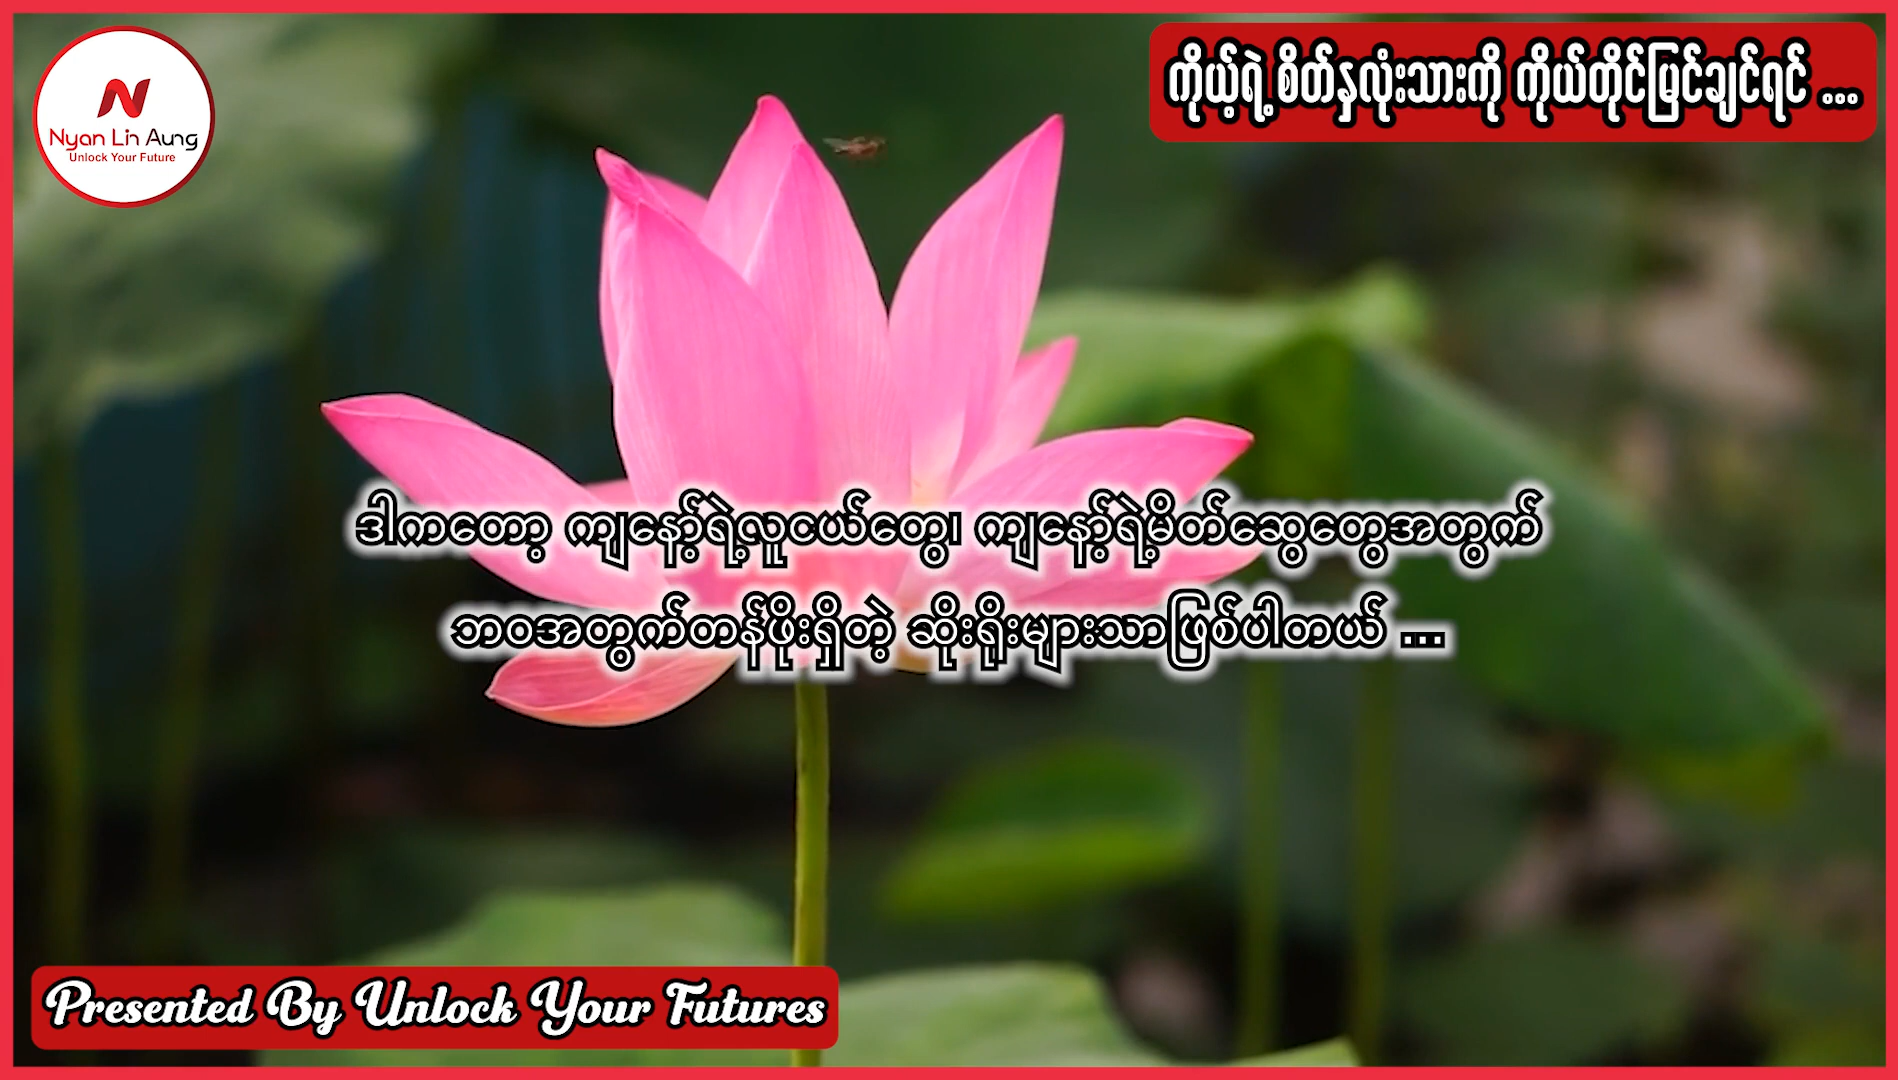 Nyan Lin Aung
Unlock Your Future
ကိုယ့်ရဲ့ စိတ်နှလုံးသားကို ကိုယ်တိုင်မြင်ချင်ရင် ...
ဒါကတော့ ကျနော့်ရဲ့လူငယ်တွေ၊ ကျနော့်ရဲ့မိတ်ဆွေတွေအတွက်
ဘဝအတွက်တန်ဖိုးရှိတဲ့ ဆိုးရိုးများသာဖြစ်ပါတယ် ...
Presented By Unlock Your Futures